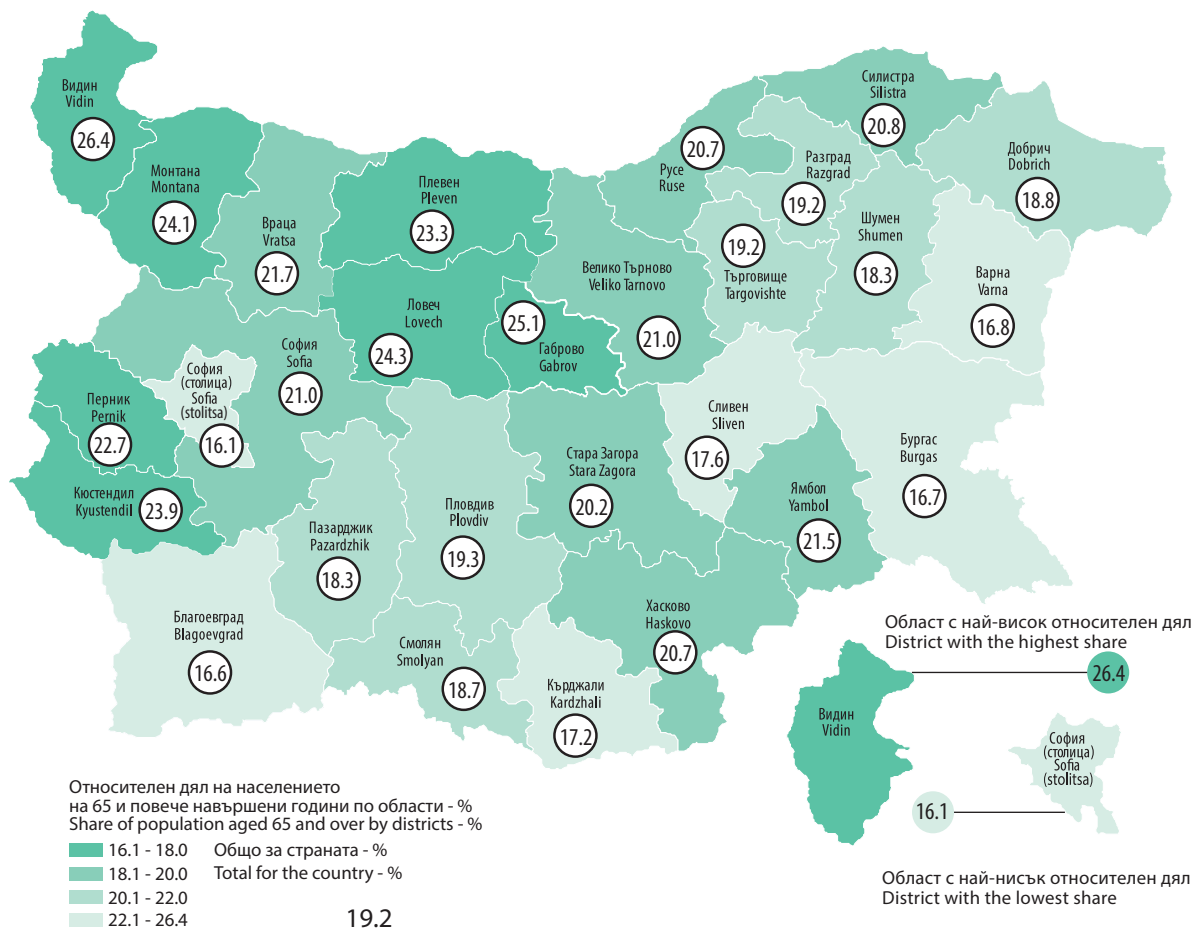 Видин
Vidin
26.4
Монтана
Montana
24.1
Враца
Vratsa
21.7
Плевен
Pleven
23.3
Ловеч
Lovech
24.3
25.1
Габрово
Gabrov
Велико Търново
Veliko Tarnovo
21.0
Русе
Ruse
20.7
Силистра
Silistra
20.8
Разград
Razgrad
19.2
19.2
Търговище
Targovishte
Шумен
Shumen
18.3
Добрич
Dobrich
18.8
Варна
Varna
16.8
Перник
Pernik
22.7
София
(столица)
Sofia
(stolitsa)
16.1
София
Sofia
21.0
Кюстендил
Kyustendil
23.9
Благоевград
Blagoevgrad
16.6
Пазарджик
Pazardzhik
18.3
Пловдив
Plovdiv
19.3
Смолян
Smolyan
18.7
Стара Загора
Stara Zagora
20.2
Сливен
Sliven
17.6
Ямбол
Yambol
21.5
Бургас
Burgas
16.7
Хасково
Haskovo
20.7
Кърджали
Kardzhali
17.2
Област с най-висок относителен дял
District with the highest share
26.4
Видин
Vidin
София
(столица)
Sofia
(stolitsa)
16.1
Област с най-нисък относителен дял
District with the lowest share
Относителен дял на населението
на 65 и повече навършени години по области - %
Share of population aged 65 and over by districts - %
16.1 - 18.0
18.1 - 20.0
20.1 - 22.0
22.1 - 26.4
Общо за страната - %
Total for the country - %
19.2